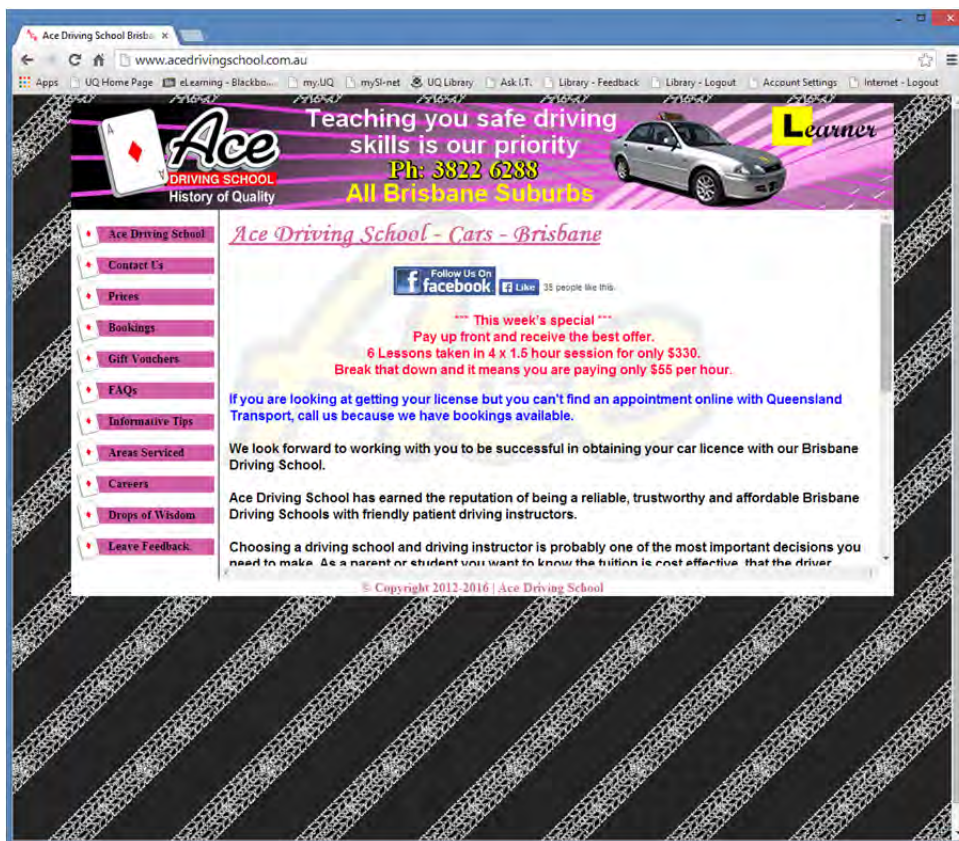 Ace Driving School Brisba
www.acedrivingschool.com.au
Apps UQ Home Page eLearning - Blackbo... my.UQ mySI-net UQ Library Ask I.T. Library - Feedback Library - Logout Account Settings Internet - Logout
A
Ace
DRIVING SCHOOL
History of Quality
Teaching you safe driving
skills is our priority
Ph: 3822 6288
All Brisbane Suburbs
Learner
Ace Driving School
Contact Us
Prices
Bookings
Gift Vouchers
FAQs
Informative Tips
Areas Serviced
Careers
Drops of Wisdom
Leave Feedback
Ace Driving School - Cars - Brisbane
Follow Us On
facebook
Like 35 people like this.
*** This week's special ***
Pay up front and receive the best offer.
6 Lessons taken in 4 x 1.5 hour session for only $330.
Break that down and it means you are paying only $55 per hour.
If you are looking at getting your license but you can't find an appointment online with Queensland
Transport, call us because we have bookings available.
We look forward to working with you to be successful in obtaining your car licence with our Brisbane
Driving School.
Ace Driving School has earned the reputation of being a reliable, trustworthy and affordable Brisbane
Driving Schools with friendly patient driving instructors.
Choosing a driving school and driving instructor is probably one of the most important decisions you
need to make. As a parent or student you want to know the tuition is cost effective, that the driver
© Copyright 2012-2016 | Ace Driving School